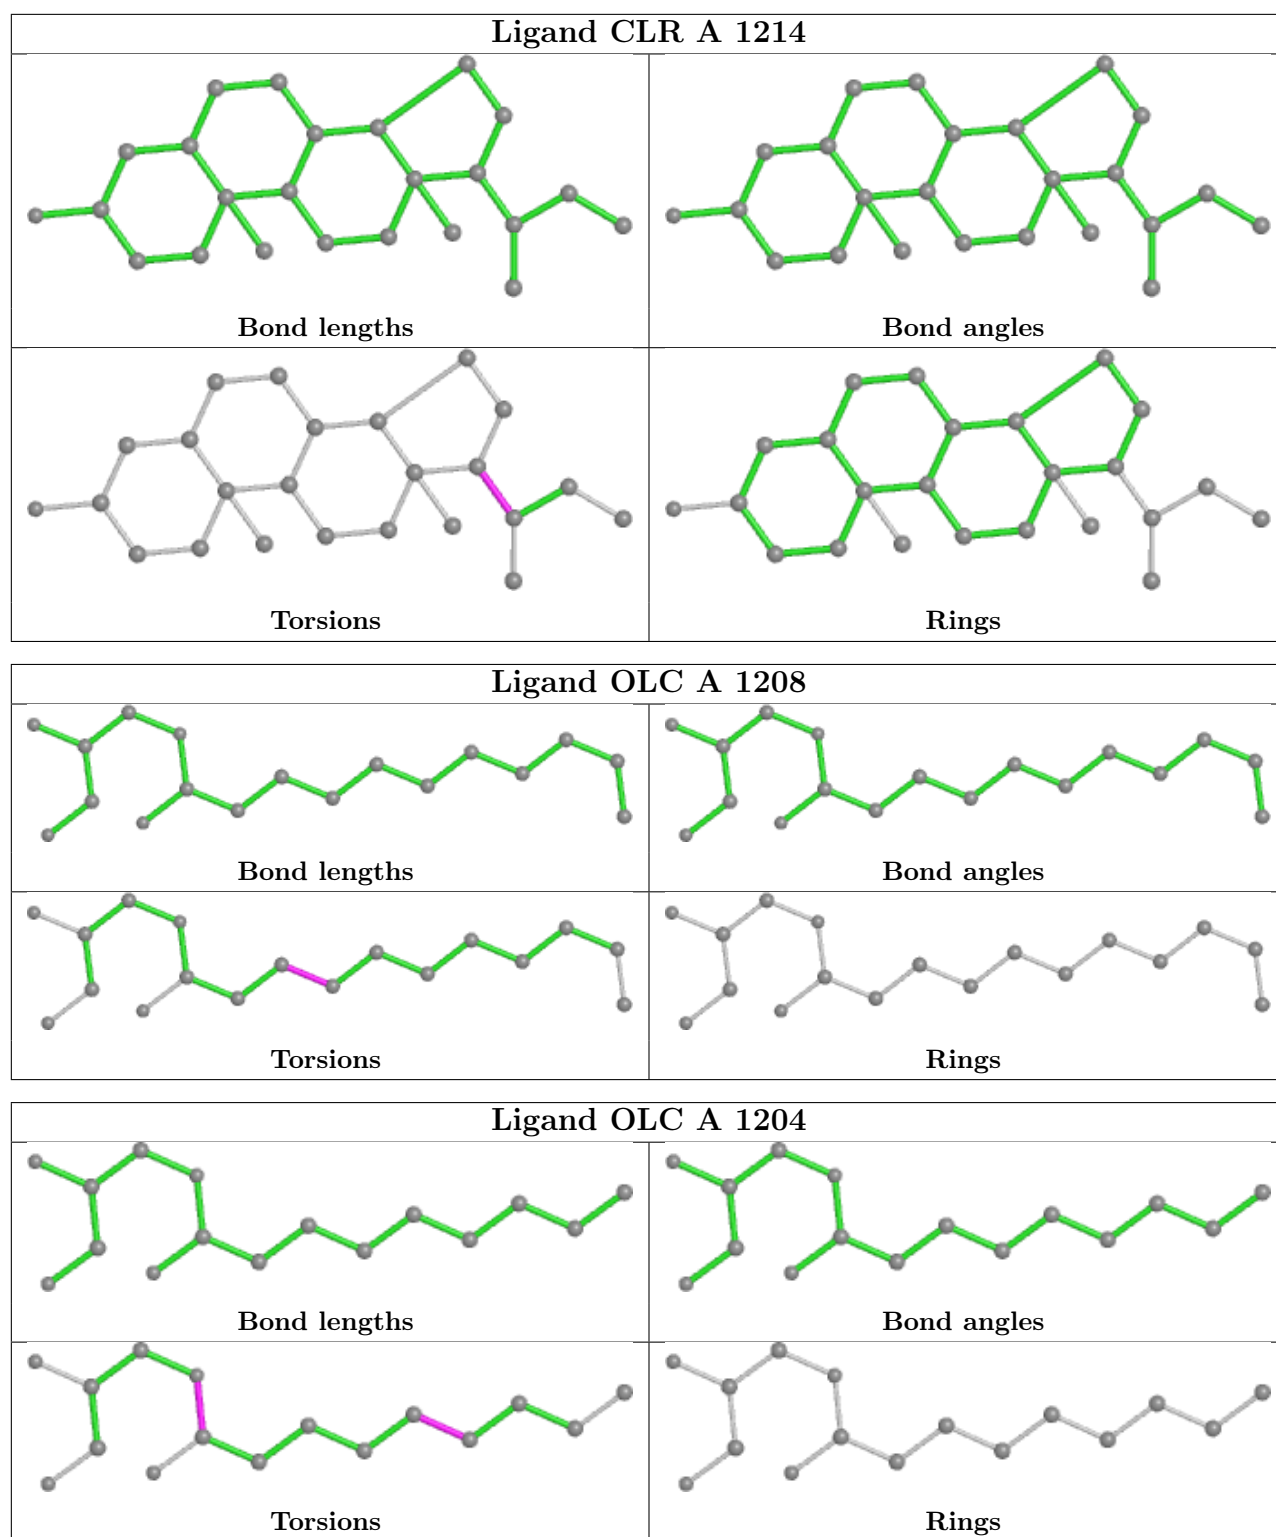 Ligand CLR A 1214
Bond lengths
Bond angles
Torsions
Rings
Ligand OLC A 1208
Bond lengths
Bond angles
Torsions
Rings
Ligand OLC A 1204
Bond lengths
Bond angles
Torsions
Rings